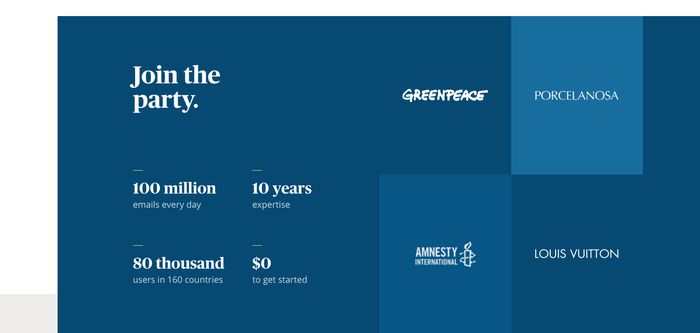 Join the
party.
100 million
emails every day
10 years
expertise
80 thousand
users in 160 countries
$0
to get started
GREENPEACE
PORCELANOSA
AMNESTY
INTERNATIONAL
LOUIS VUITTON